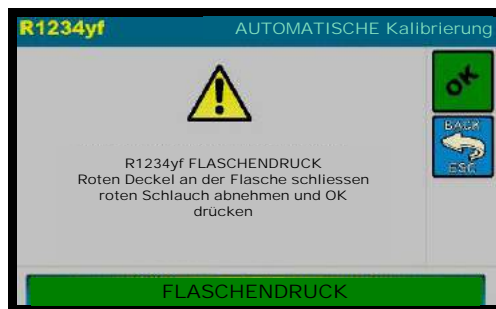 R1234yf AUTOMATISCHE Kalibrierung
OK
BACK
ESC
R1234yf FLASCHENDRUCK
Roten Deckel an der Flasche schliessen
roten Schlauch abnehmen und OK
drücken
FLASCHENDRUCK